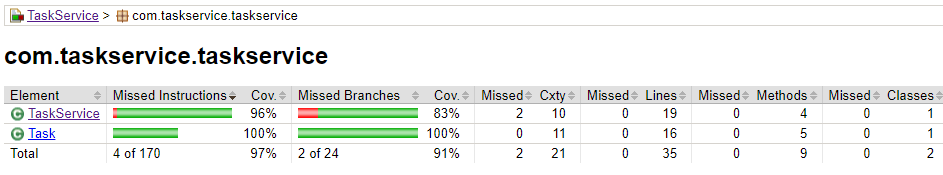 TaskService > com.taskservice.taskservice
com.taskservice.taskservice
Element Missed Instructions Cov. Missed Branches Cov. Missed Cxty Missed Lines Missed Methods Missed Classes
TaskService 96% 83% 2 10 0 19 0 4 0 1
Task 100% 100% 0 11 0 16 0 5 0 1
Total 4 of 170 97% 2 of 24 91% 2 21 0 35 0 9 0 2